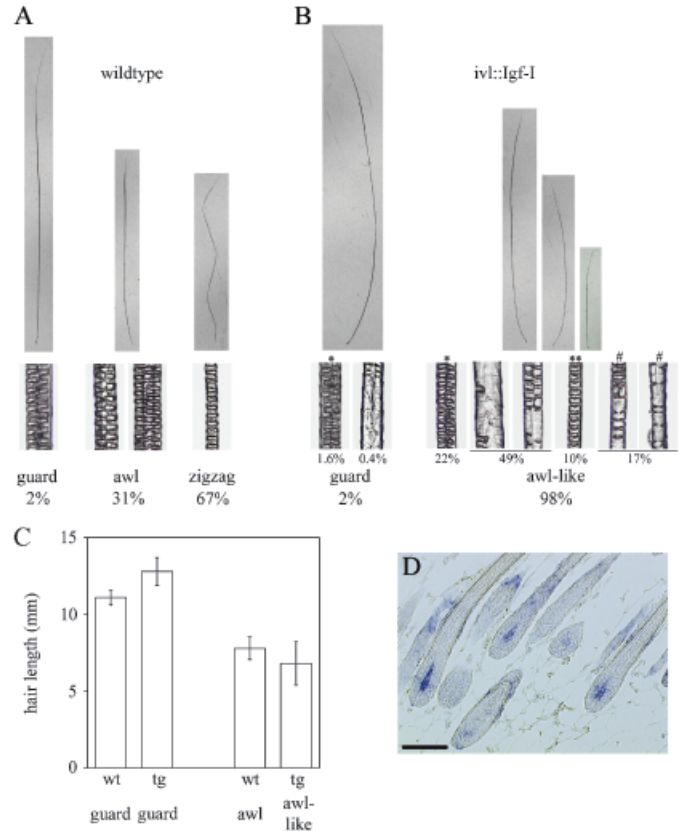 A
B
wildtype
ivl::Igf-I
* * ** # #
1.6% 0.4% 22% 49% 10% 17%
guard awl zigzag guard awl-like
2% 31% 67% 2% 98%
C
D
15
10
5
0
hair length (mm)
wt tg wt tg
guard guard awl awl-
like